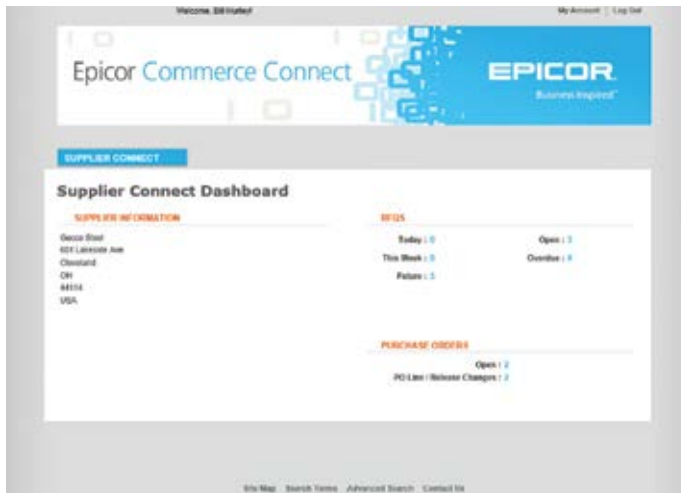 Welcome, Bill Hurley!
My Account | Log Out
Epicor Commerce Connect
EPICOR
Business Inspired
SUPPLIER CONNECT
Supplier Connect Dashboard
SUPPLIER INFORMATION
Gecco Steel
601 Lakeside Ave
Cleveland
OH
44114
USA
RFQS
Today : 0
Open : 3
This Week : 0
Overdue :
Future : 3
PURCHASE ORDERS
Open : 2
PO Line / Release Changes : 2
Site Map Search Terms Advanced Search Contact Us